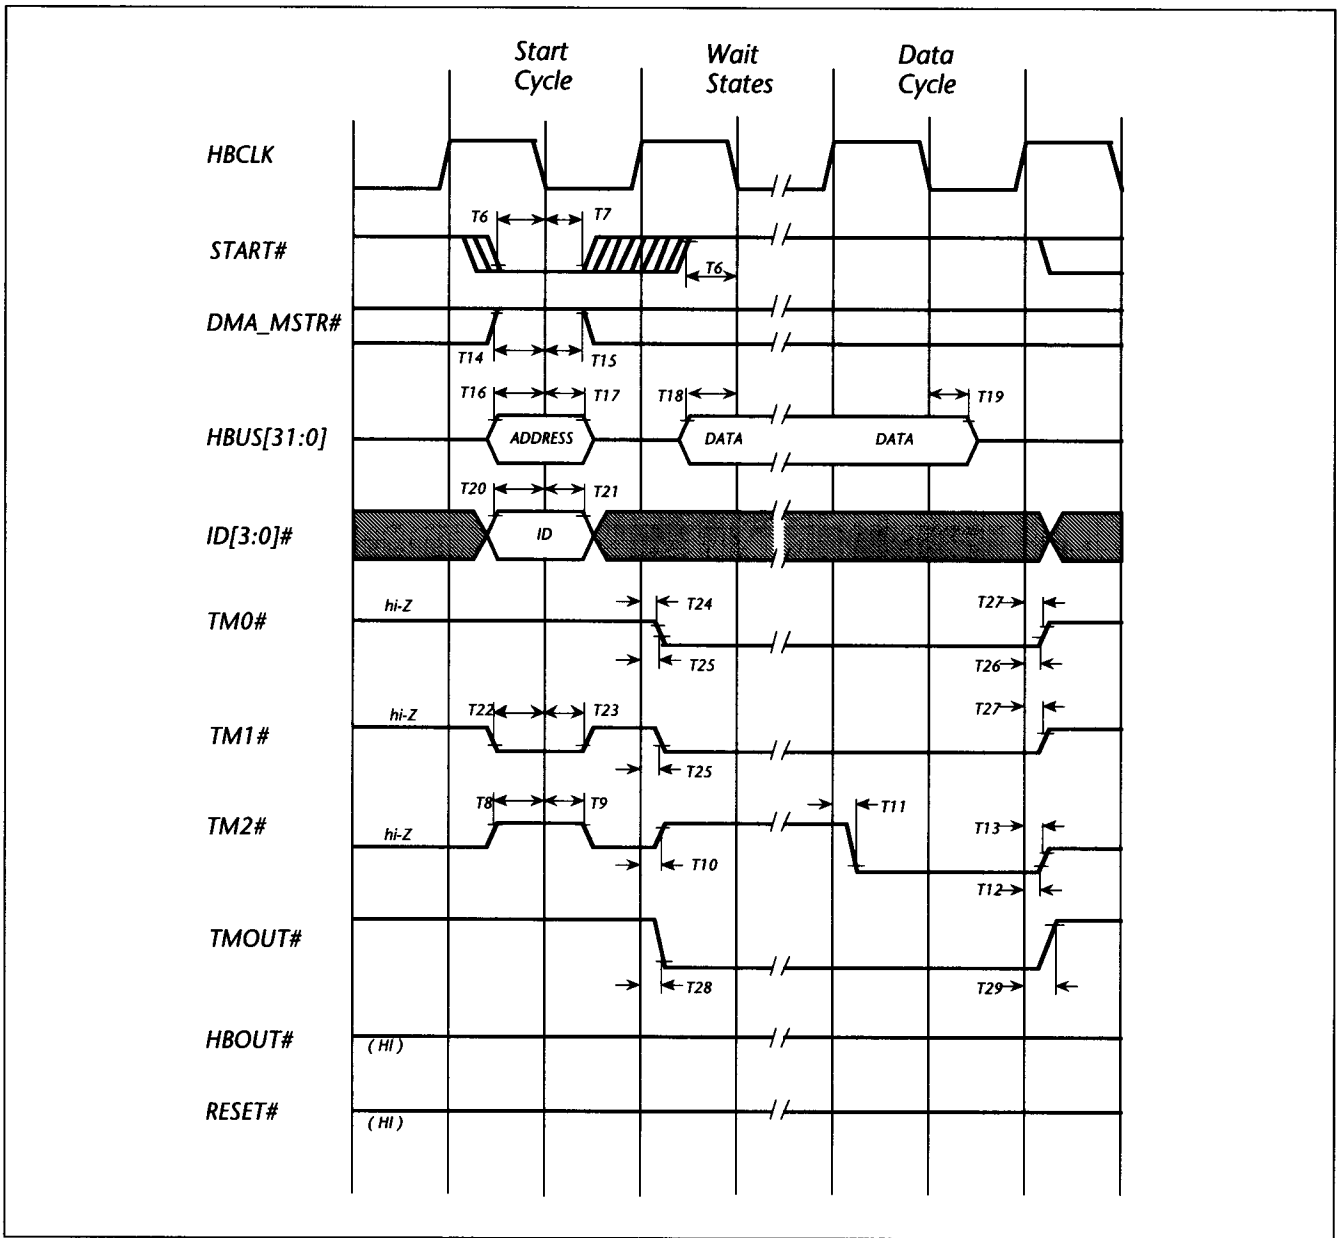 Start Cycle
Wait States
Data Cycle
HBCLK
T6
T7
START#
T6
DMA_MSTR#
T14
T15
T16
T17
T18
T19
HBUS[31:0]
ADDRESS
DATA
DATA
T20
T21
ID[3:0]#
ID
hi-Z
T24
T27
TM0#
T25
T26
hi-Z
T22
T23
T27
TM1#
T25
T8
T9
T11
TM2#
hi-Z
T13
T10
T12
TMOUT#
T28
T29
HBOUT#
(HI)
RESET#
(HI)